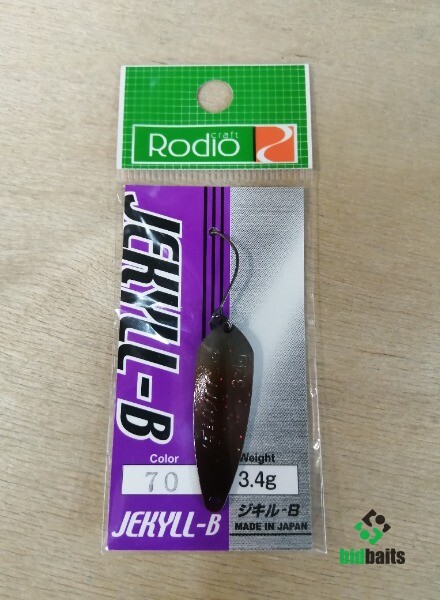 craft
Rodio
JEKYLL-B
Color
70
Weight
3.4g
JEKYLL-B
ジキル-B
MADE IN JAPAN
bidbaits